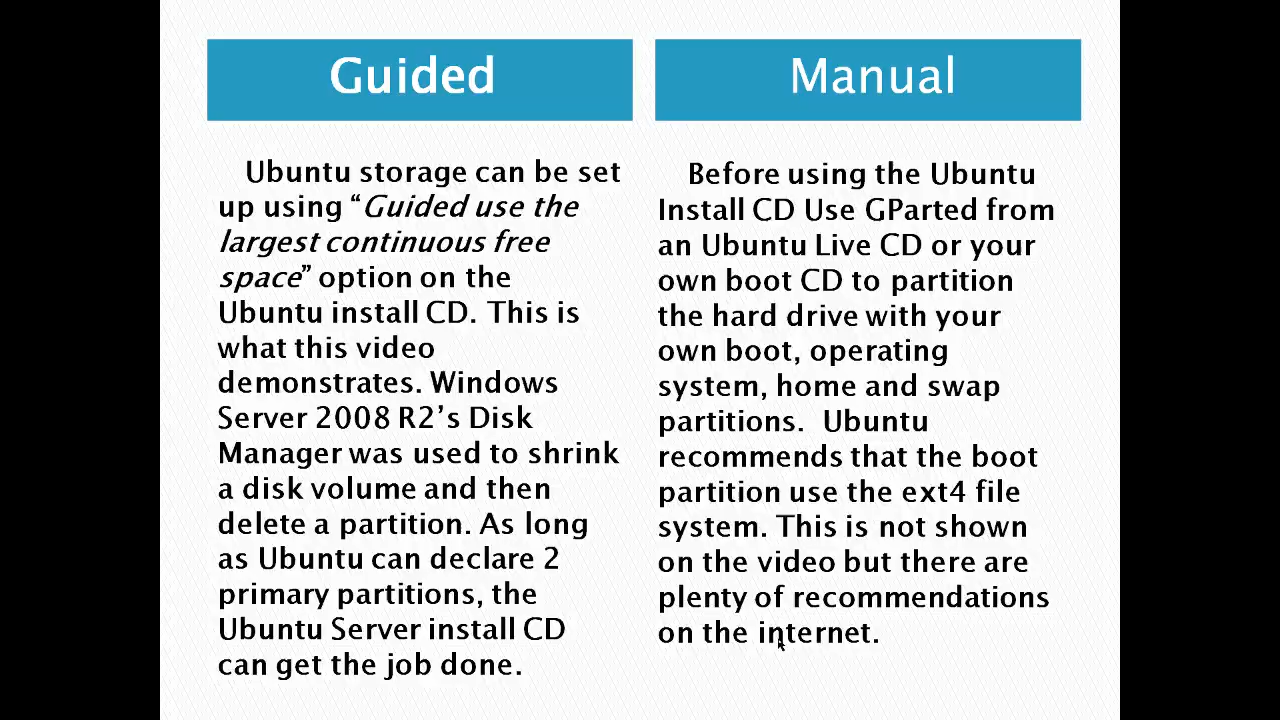 Guided
Ubuntu storage can be set
up using “Guided use the
largest continuous free
space” option on the
Ubuntu install CD. This is
what this video
demonstrates. Windows
Server 2008 R2’s Disk
Manager was used to shrink
a disk volume and then
delete a partition. As long
as Ubuntu can declare 2
primary partitions, the
Ubuntu Server install CD
can get the job done.
Manual
Before using the Ubuntu
Install CD Use GParted from
an Ubuntu Live CD or your
own boot CD to partition
the hard drive with your
own boot, operating
system, home and swap
partitions. Ubuntu
recommends that the boot
partition use the ext4 file
system. This is not shown
on the video but there are
plenty of recommendations
on the internet.